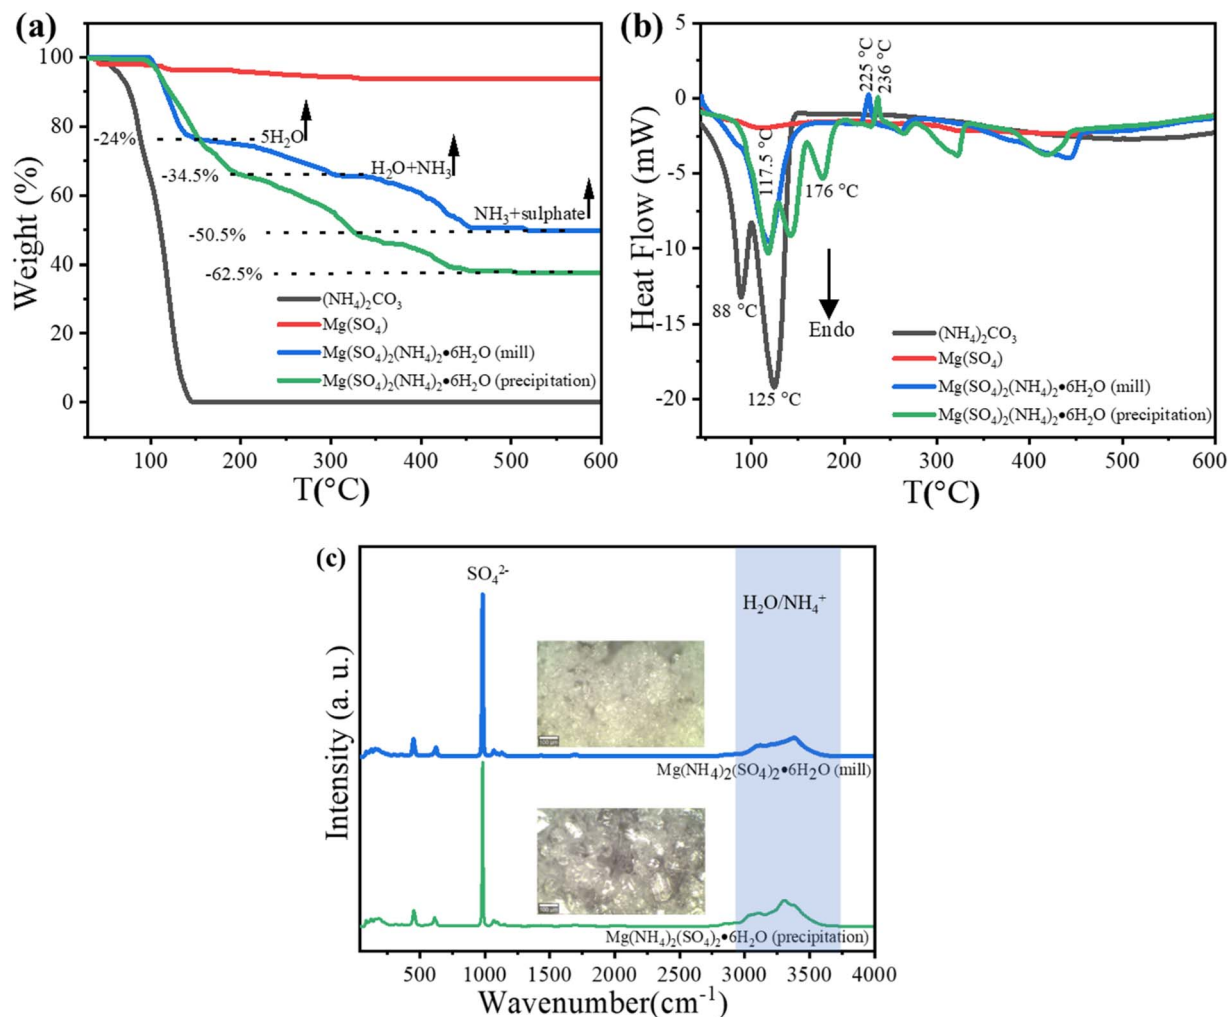 (a)
100
80
60
40
20
0
Weight (%)
-24%
5H₂O
H₂O+NH₃
-34.5%
NH₃+sulphate
-50.5%
-62.5%
(NH₄)₂CO₃
Mg(SO₄)
Mg(SO₄)₂(NH₄)₂•6H₂O (mill)
Mg(SO₄)₂(NH₄)₂•6H₂O (precipitation)
100 200 300 400 500 600
T(°C)
(b)
5
0
-5
-10
-15
-20
Heat Flow (mW)
225 °C
236 °C
117.5 °C
176 °C
88 °C
125 °C
Endo
(NH₄)₂CO₃
Mg(SO₄)
Mg(SO₄)₂(NH₄)₂•6H₂O (mill)
Mg(SO₄)₂(NH₄)₂•6H₂O (precipitation)
100 200 300 400 500 600
T(°C)
(c)
SO₄²⁻
H₂O/NH₄⁺
Intensity (a. u.)
Mg(NH₄)₂(SO₄)₂•6H₂O (mill)
Mg(NH₄)₂(SO₄)₂•6H₂O (precipitation)
500 1000 1500 2000 2500 3000 3500 4000
Wavenumber(cm⁻¹)